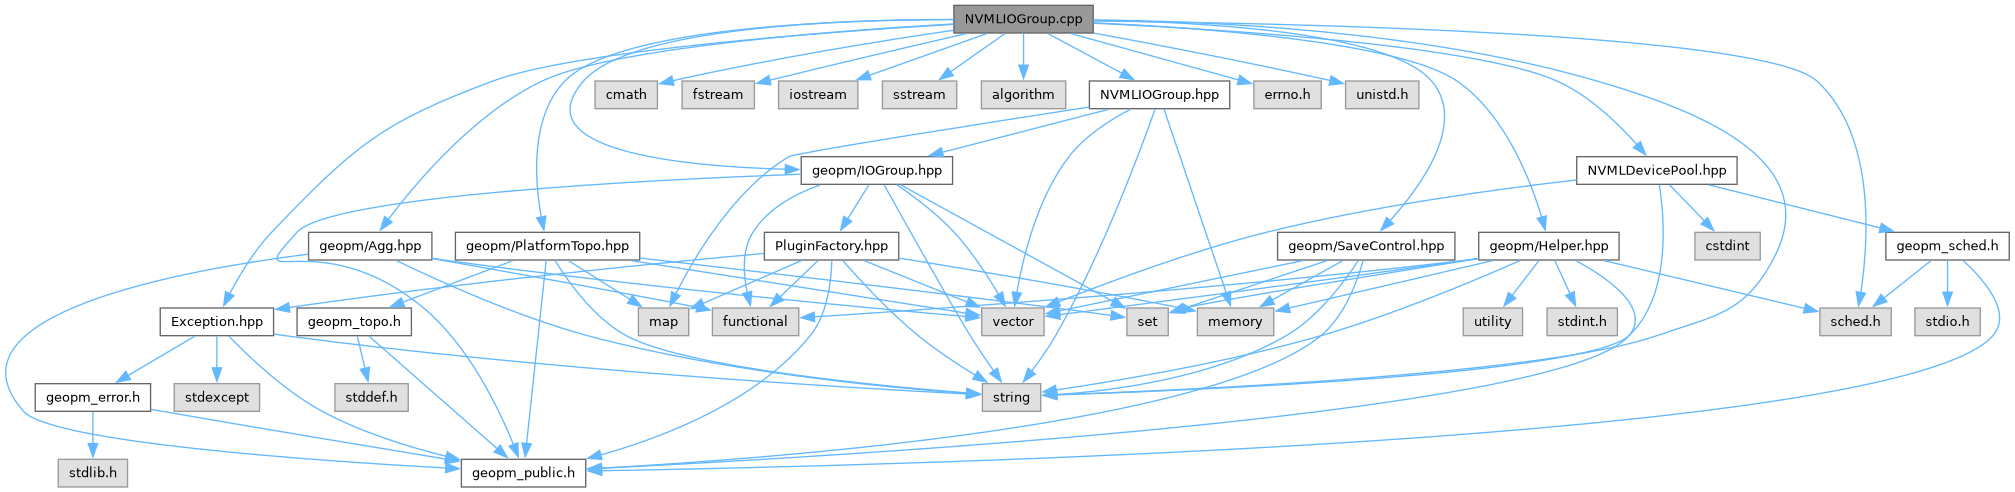 NVMLIOGroup.cpp
cmath
fstream
iostream
sstream
algorithm
NVMLIOGroup.hpp
errno.h
unistd.h
geopm/IOGroup.hpp
NVMLDevicePool.hpp
geopm/Agg.hpp
geopm/PlatformTopo.hpp
PluginFactory.hpp
geopm/SaveControl.hpp
geopm/Helper.hpp
cstdint
geopm_sched.h
Exception.hpp
geopm_topo.h
map
functional
vector
set
memory
utility
stdint.h
sched.h
stdio.h
geopm_error.h
stdexcept
stddef.h
string
stdlib.h
geopm_public.h